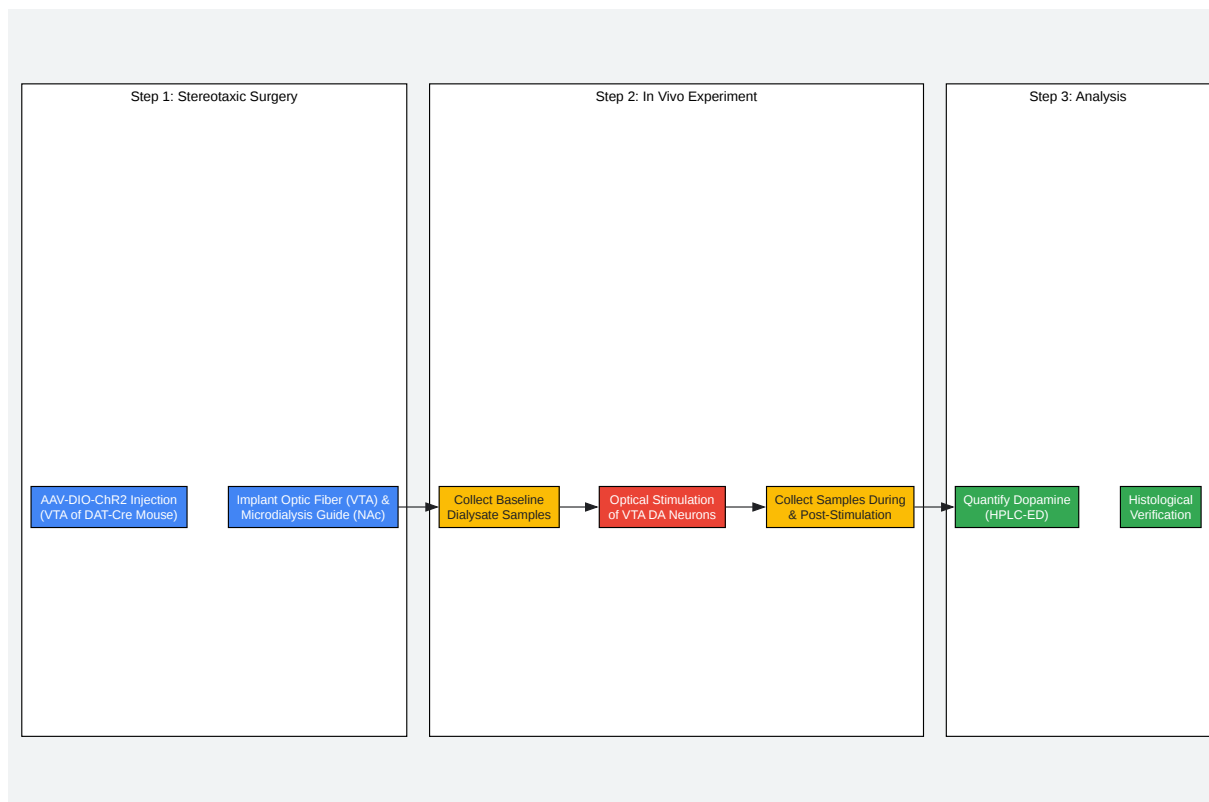 Step 1: Stereotaxic Surgery
AAV-DIO-ChR2 Injection
(VTA of DAT-Cre Mouse)
Implant Optic Fiber (VTA) &
Microdialysis Guide (NAc)
Step 2: In Vivo Experiment
Collect Baseline
Dialysate Samples
Optical Stimulation
of VTA DA Neurons
Collect Samples During
& Post-Stimulation
Step 3: Analysis
Quantify Dopamine
(HPLC-ED)
Histological
Verification